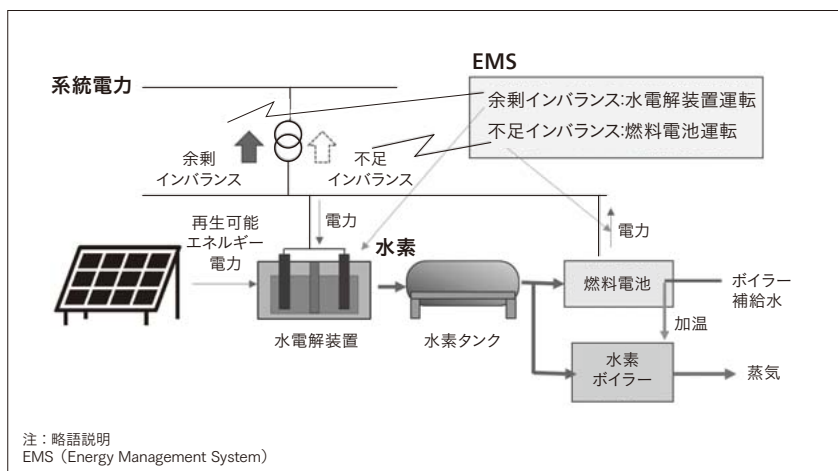 EMS
系統電力
余剰インバランス:水電解装置運転
不足インバランス:燃料電池運転
余剰
インバランス
不足
インバランス
再生可能
エネルギー
電力
電力
水素
電力
燃料電池
ボイラー
補給水
加温
水電解装置
水素タンク
水素
ボイラー
蒸気
注：略語説明
EMS（Energy Management System）